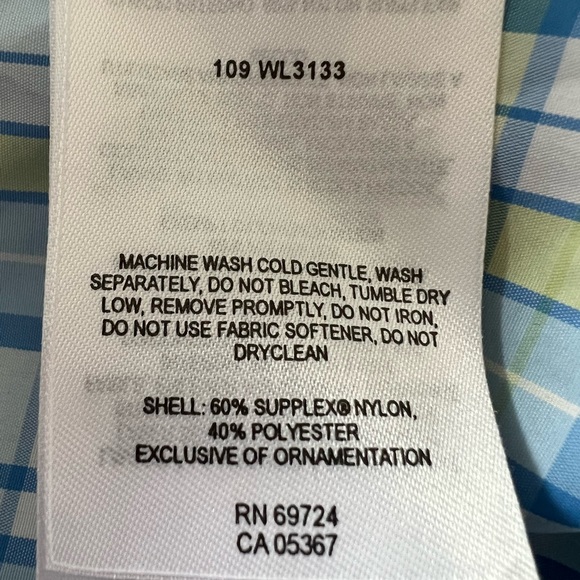 109 WL3133
MACHINE WASH COLD GENTLE, WASH
SEPARATELY, DO NOT BLEACH, TUMBLE DRY
LOW, REMOVE PROMPTLY, DO NOT IRON,
DO NOT USE FABRIC SOFTENER, DO NOT
DRYCLEAN
SHELL: 60% SUPPLEX® NYLON,
40% POLYESTER
EXCLUSIVE OF ORNAMENTATION
RN 69724
CA 05367